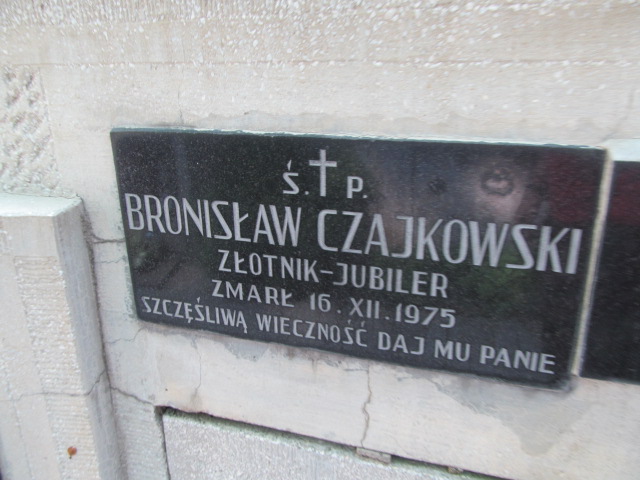 Ś. † P.
BRONISŁAW CZAJKOWSKI
ZŁOTNIK-JUBILER
ZMARŁ 16. XII. 1975
SZCZĘŚLIWĄ WIECZNOŚĆ DAJ MU PANIE